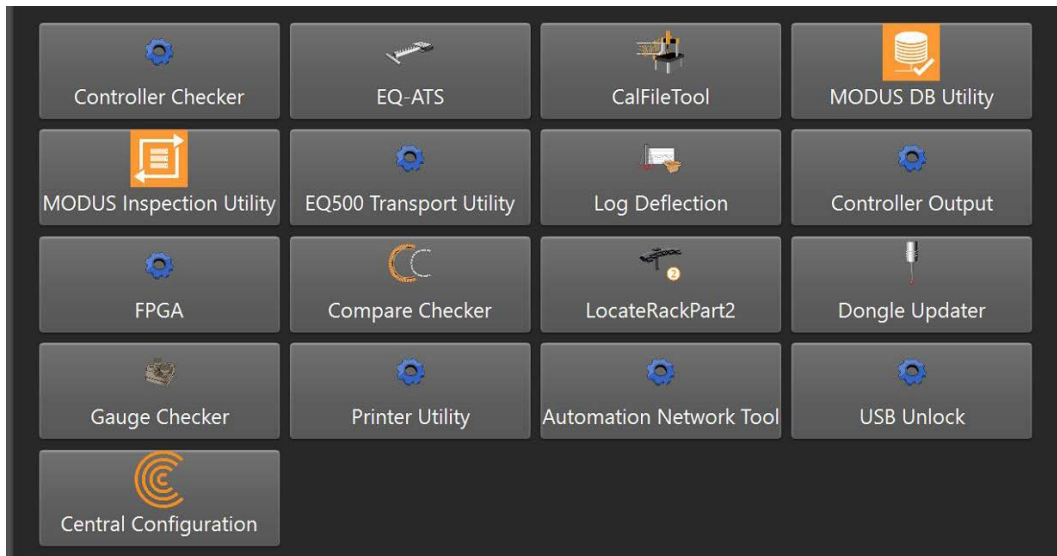 Controller Checker
EQ-ATS
CalFileTool
MODUS DB Utility
MODUS Inspection Utility
EQ500 Transport Utility
Log Deflection
Controller Output
FPGA
Compare Checker
LocateRackPart2
2
Dongle Updater
Gauge Checker
Printer Utility
Automation Network Tool
USB Unlock
Central Configuration